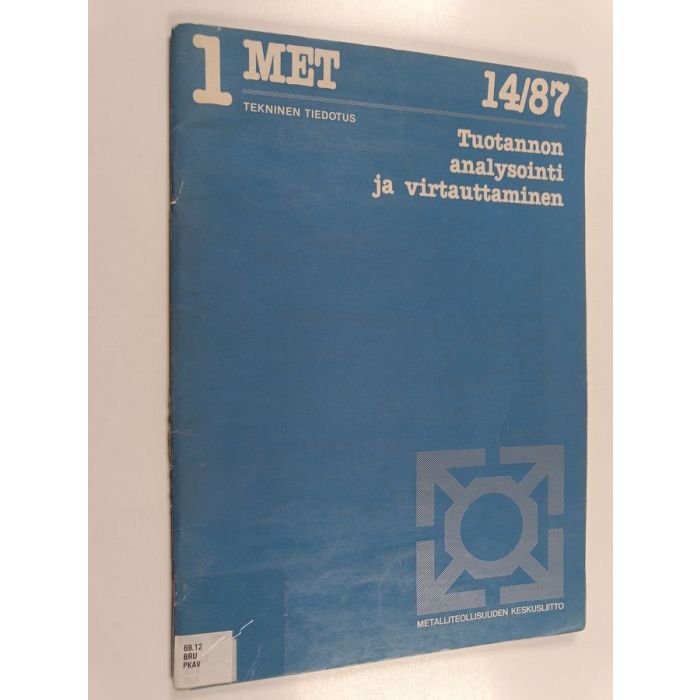 1 MET 14/87
TEKNINEN TIEDOTUS
Tuotannon
analysointi
ja virtauttaminen
METALLITEOLLISUUDEN KESKUSLIITTO
69.12
BRU
PKAV